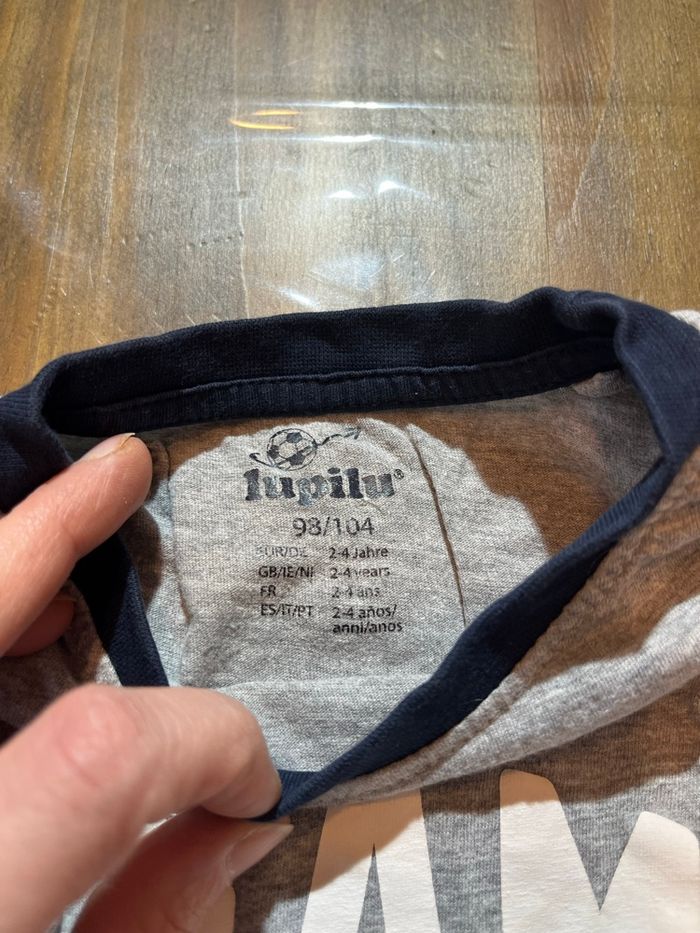 lupilu®
98/104
EUR/DE 2-4 Jahre
GB/IE/NI 2-4 years
FR 2-4 ans
ES/IT/PT 2-4 años/
anni/anos
AM